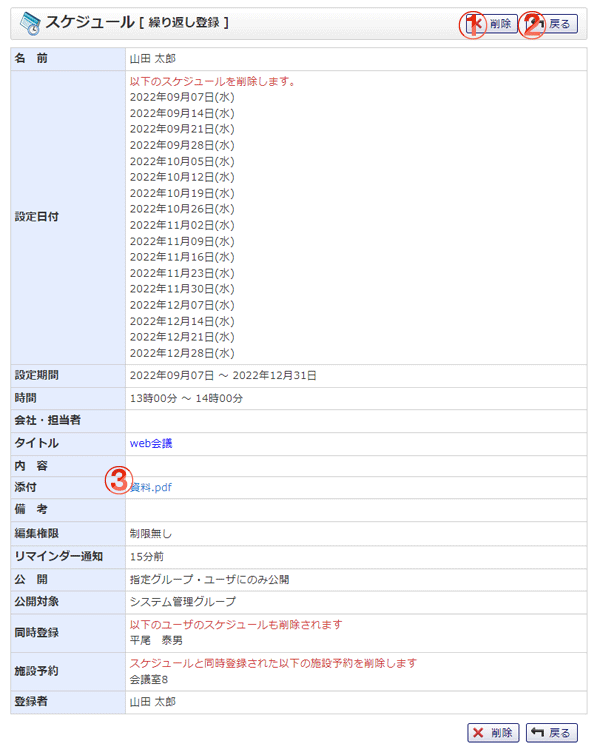 スケジュール [ 繰り返し登録 ]
① 削除 ② 戻る
名　前 山田 太郎
設定日付
以下のスケジュールを削除します。
2022年09月07日(水)
2022年09月14日(水)
2022年09月21日(水)
2022年09月28日(水)
2022年10月05日(水)
2022年10月12日(水)
2022年10月19日(水)
2022年10月26日(水)
2022年11月02日(水)
2022年11月09日(水)
2022年11月16日(水)
2022年11月23日(水)
2022年11月30日(水)
2022年12月07日(水)
2022年12月14日(水)
2022年12月21日(水)
2022年12月28日(水)
設定期間 2022年09月07日 ～ 2022年12月31日
時間 13時00分 ～ 14時00分
会社・担当者
タイトル web会議
内　容
添付 ③ 資料.pdf
備　考
編集権限 制限無し
リマインダー通知 15分前
公　開 指定グループ・ユーザにのみ公開
公開対象 システム管理グループ
同時登録
以下のユーザのスケジュールも削除されます
平尾　泰男
施設予約
スケジュールと同時登録された以下の施設予約を削除します
会議室8
登録者 山田 太郎
削除 戻る